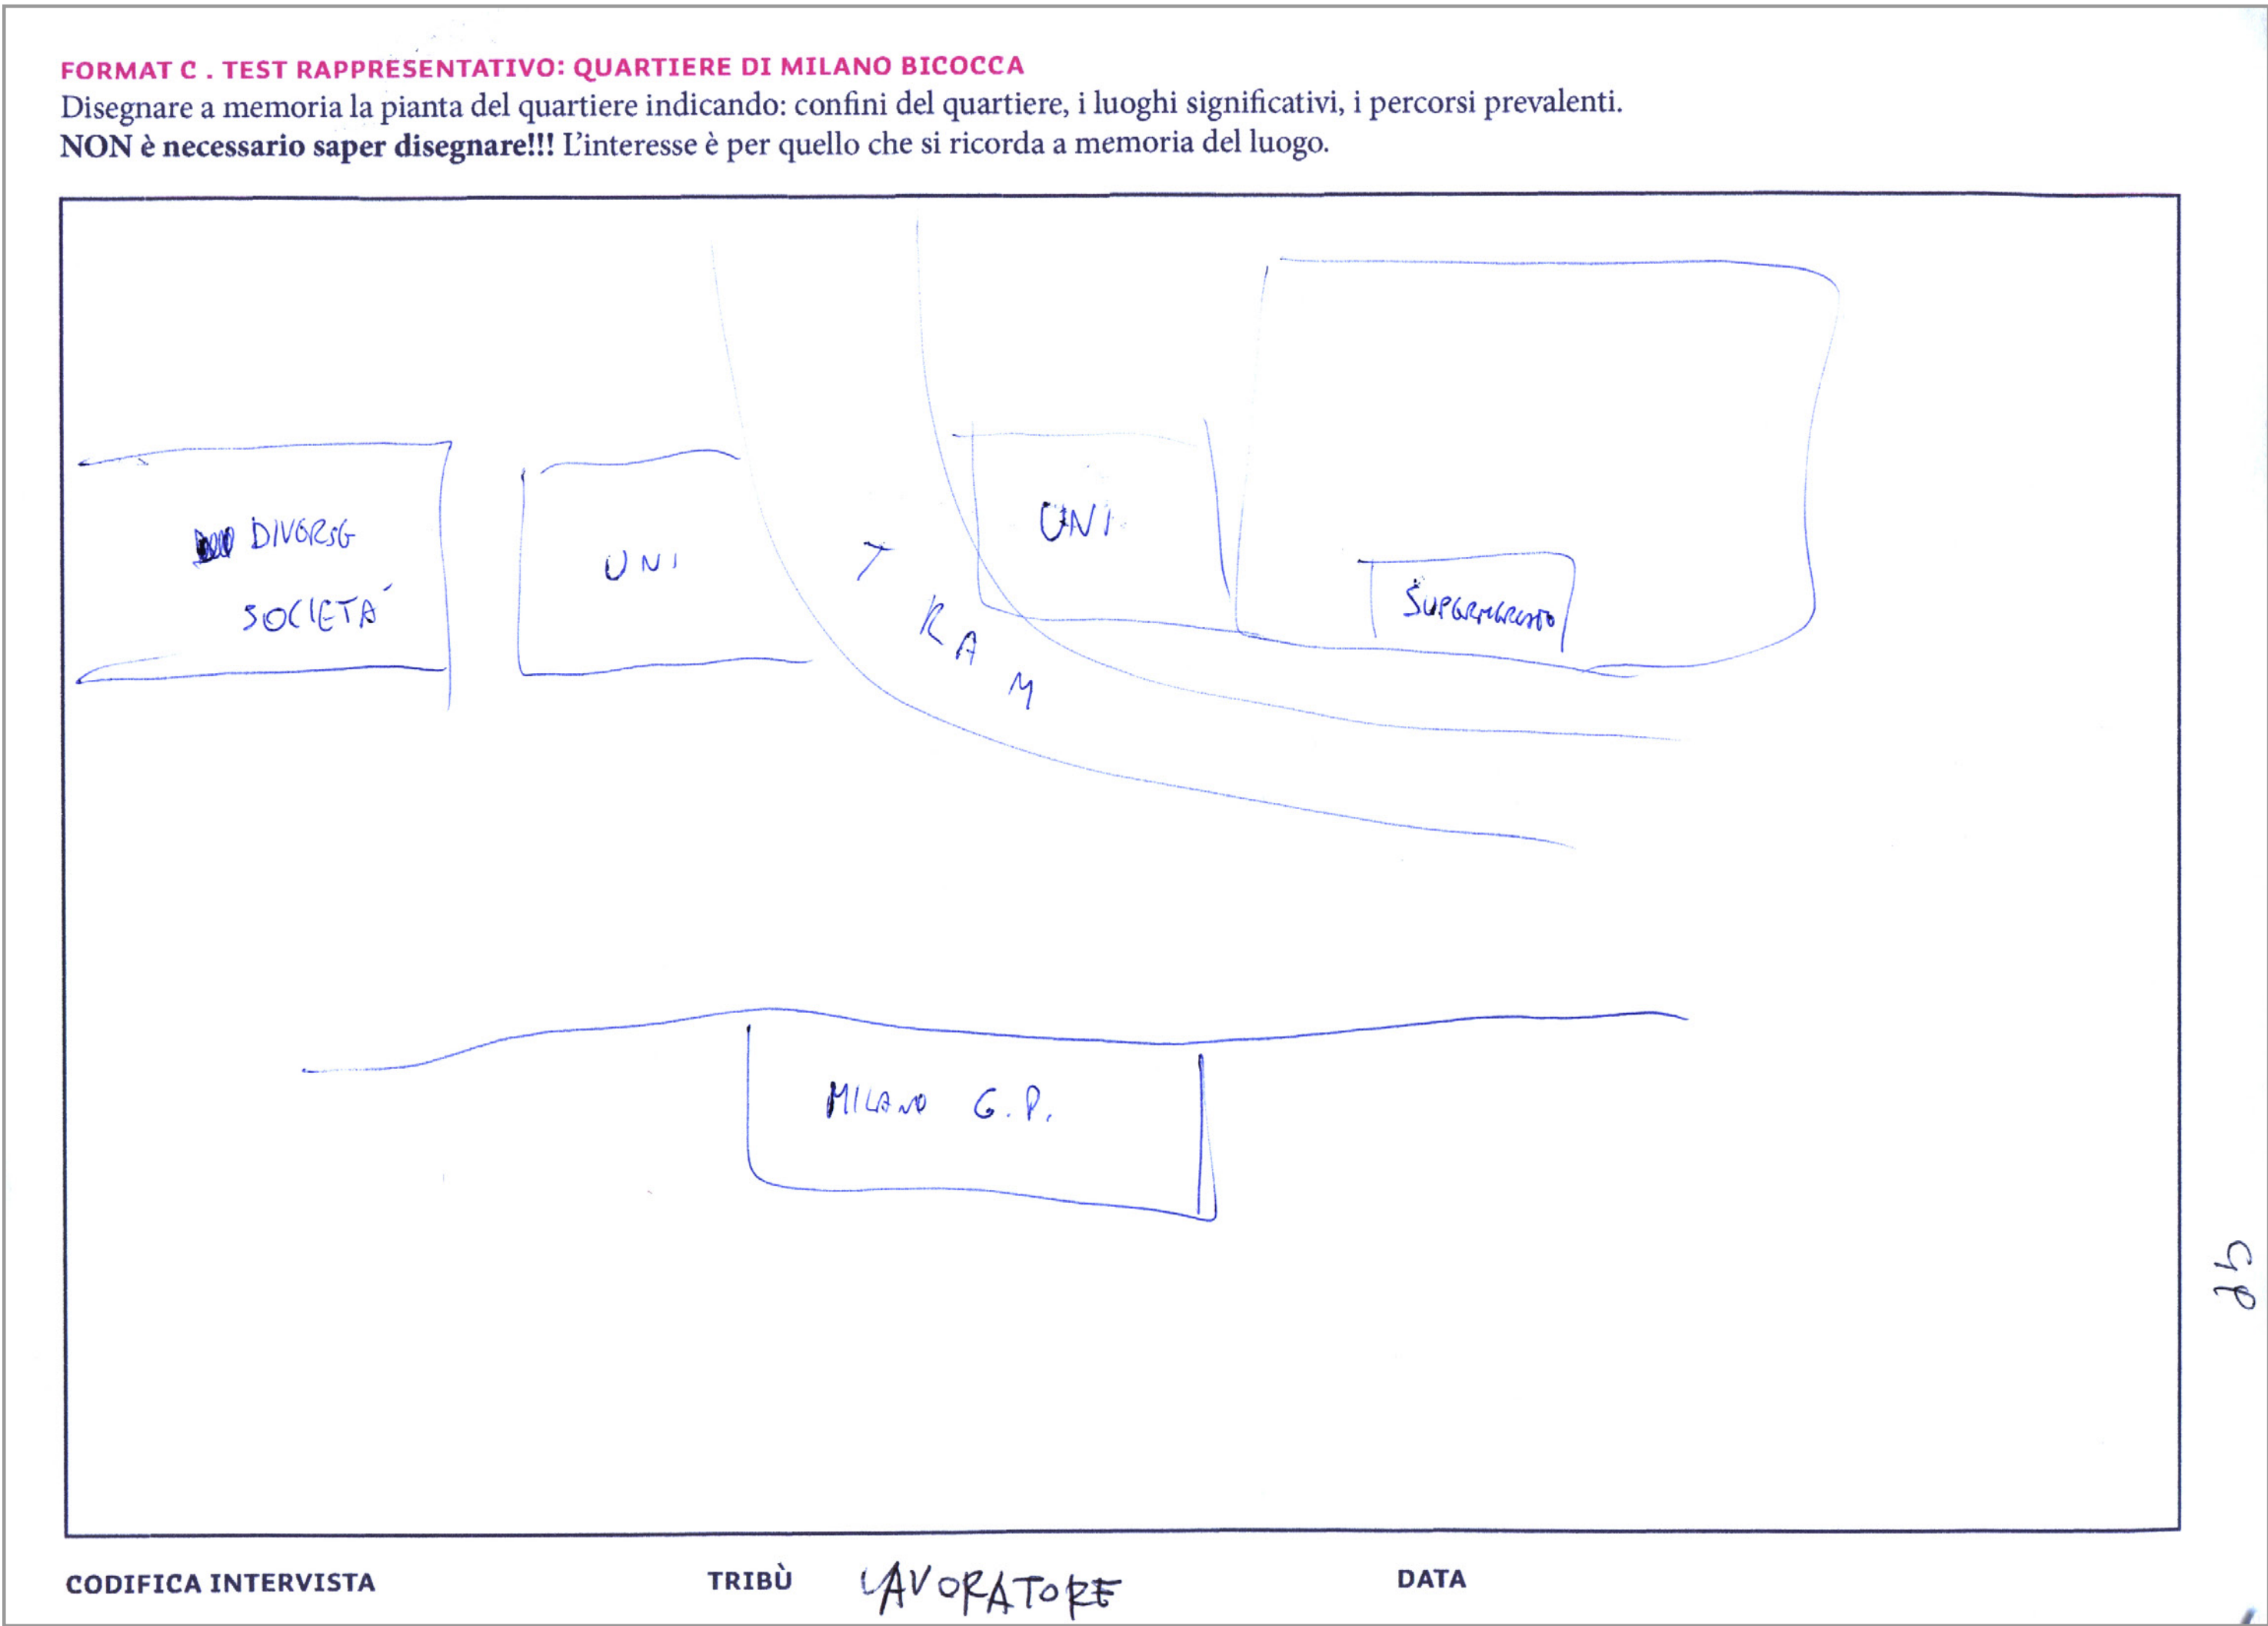 FORMAT C . TEST RAPPRESENTATIVO: QUARTIERE DI MILANO BICOCCA
Disegnare a memoria la pianta del quartiere indicando: confini del quartiere, i luoghi significativi, i percorsi prevalenti.
NON è necessario saper disegnare!!! L'interesse è per quello che si ricorda a memoria del luogo.
DIVERSE
SOCIETÀ
UNI
TRAM
UNI
SUPERMERCATO
MILANO G.P.
CODIFICA INTERVISTA
TRIBÙ LAVORATORE
DATA